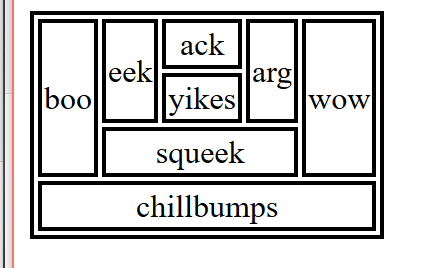 boo eek ack arg wow
yikes
squeek
chillbumps